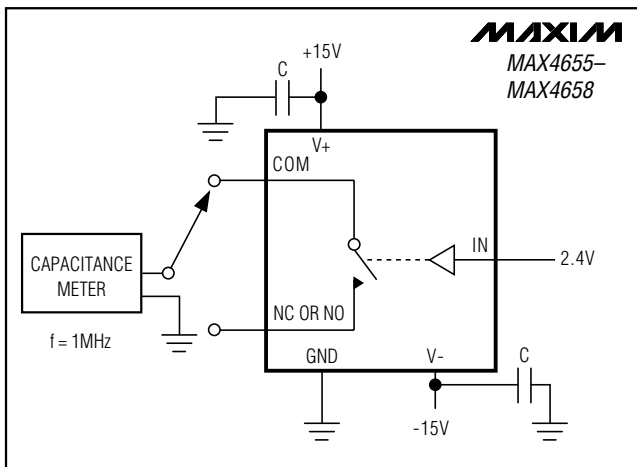 MAXIM
MAX4655–
MAX4658
+15V
C
V+
COM
IN
2.4V
CAPACITANCE
METER
NC OR NO
f = 1MHz
GND
V-
C
-15V